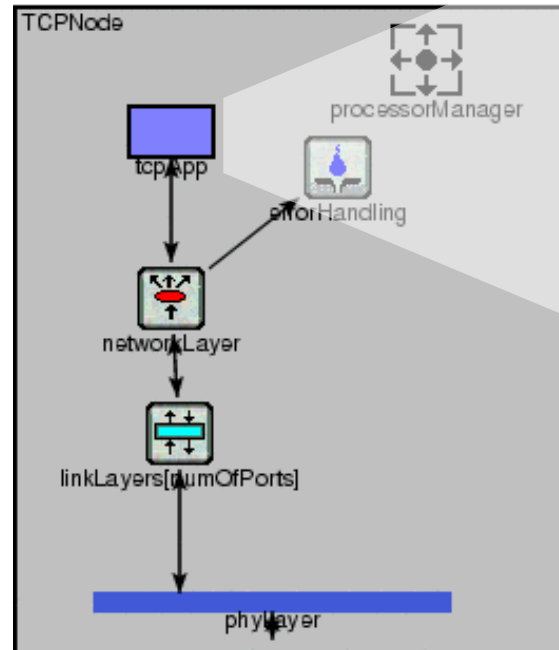 TCPNode
processorManager
tcpApp
errorHandling
networkLayer
linkLayers[numOfPorts]
phyLayer